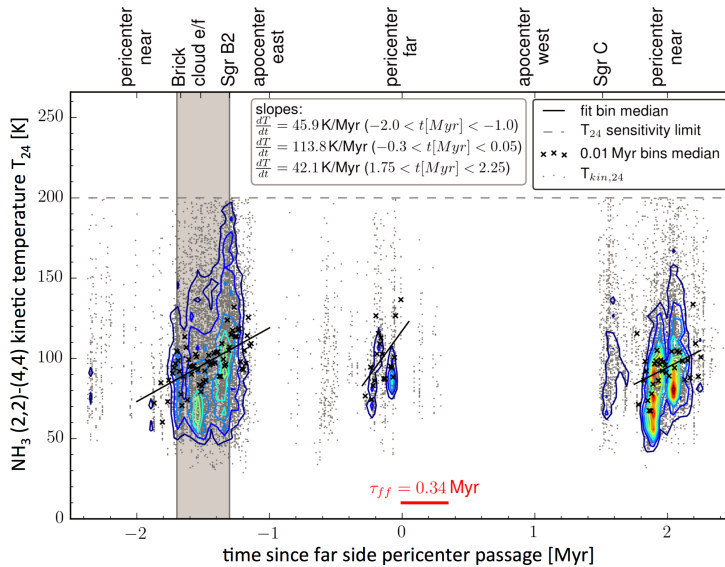 pericenter near
Brick
cloud e/f
Sgr B2
apocenter east
pericenter far
apocenter west
Sgr C
pericenter near
NH₃ (2,2)-(4,4) kinetic temperature T₂₄ [K]
250
200
150
100
50
0
slopes:
dT/dt = 45.9 K/Myr (−2.0 < t[Myr] < −1.0)
dT/dt = 113.8 K/Myr (−0.3 < t[Myr] < 0.05)
dT/dt = 42.1 K/Myr (1.75 < t[Myr] < 2.25)
fit bin median
T₂₄ sensitivity limit
0.01 Myr bins median
T_{kin,24}
τ_{ff} = 0.34 Myr
−2
−1
0
1
2
time since far side pericenter passage [Myr]